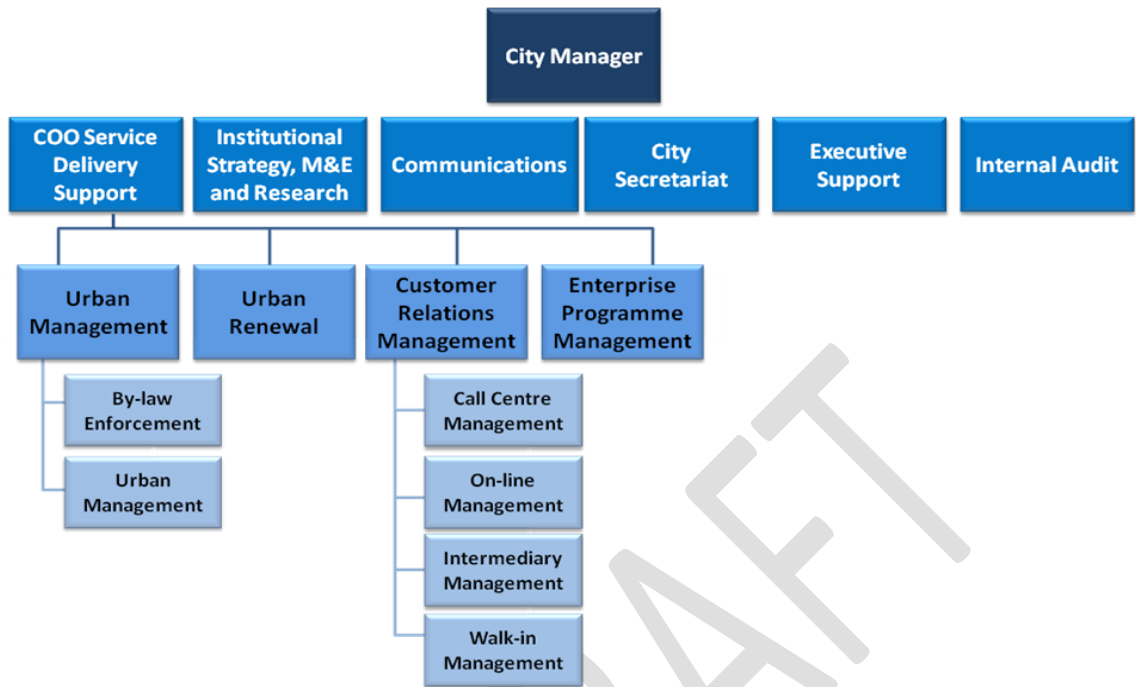 City Manager
COO Service
Delivery
Support
Institutional
Strategy, M&E
and Research
Communications
City
Secretariat
Executive
Support
Internal Audit
Urban
Management
Urban
Renewal
Customer
Relations
Management
Enterprise
Programme
Management
By-law
Enforcement
Urban
Management
Call Centre
Management
On-line
Management
Intermediary
Management
Walk-in
Management
RAFT